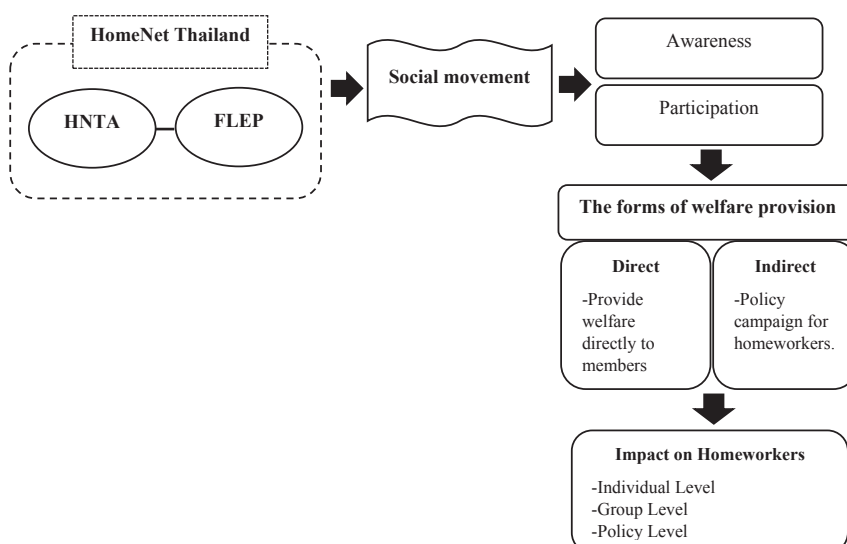 HomeNet Thailand
HNTA
FLEP
Social movement
Awareness
Participation
The forms of welfare provision
Direct
-Provide
welfare
directly to
members
Indirect
-Policy
campaign for
homeworkers.
Impact on Homeworkers
-Individual Level
-Group Level
-Policy Level